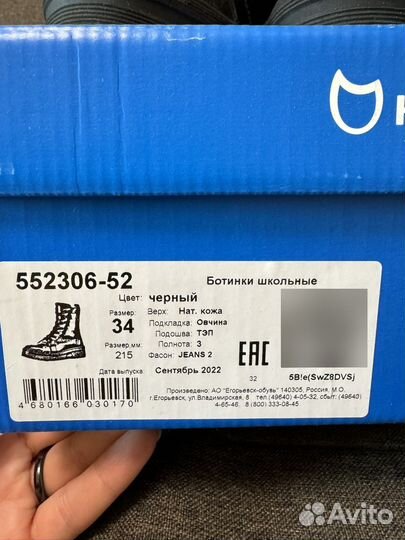 552306-52
Ботинки школьные
Цвет: черный
Размер: 34
Верх: Нат. кожа
Подкладка: Овчина
Подошва: ТЭП
Размер,мм: 215
Полнота: 3
Фасон: JEANS 2
EAC
Дата выпуска: Сентябрь 2022
32
5B!e(SwZ8DVSj
Произведено: АО "Егорьевск-обувь" 140305, Россия, М.О.
г.Егорьевск, ул.Владимирская, 8 тел.(49640) 4-05-32, сбыт: (49640)
4-65-46, 8 (800) 333-08-45
4 680166 030170
Avito